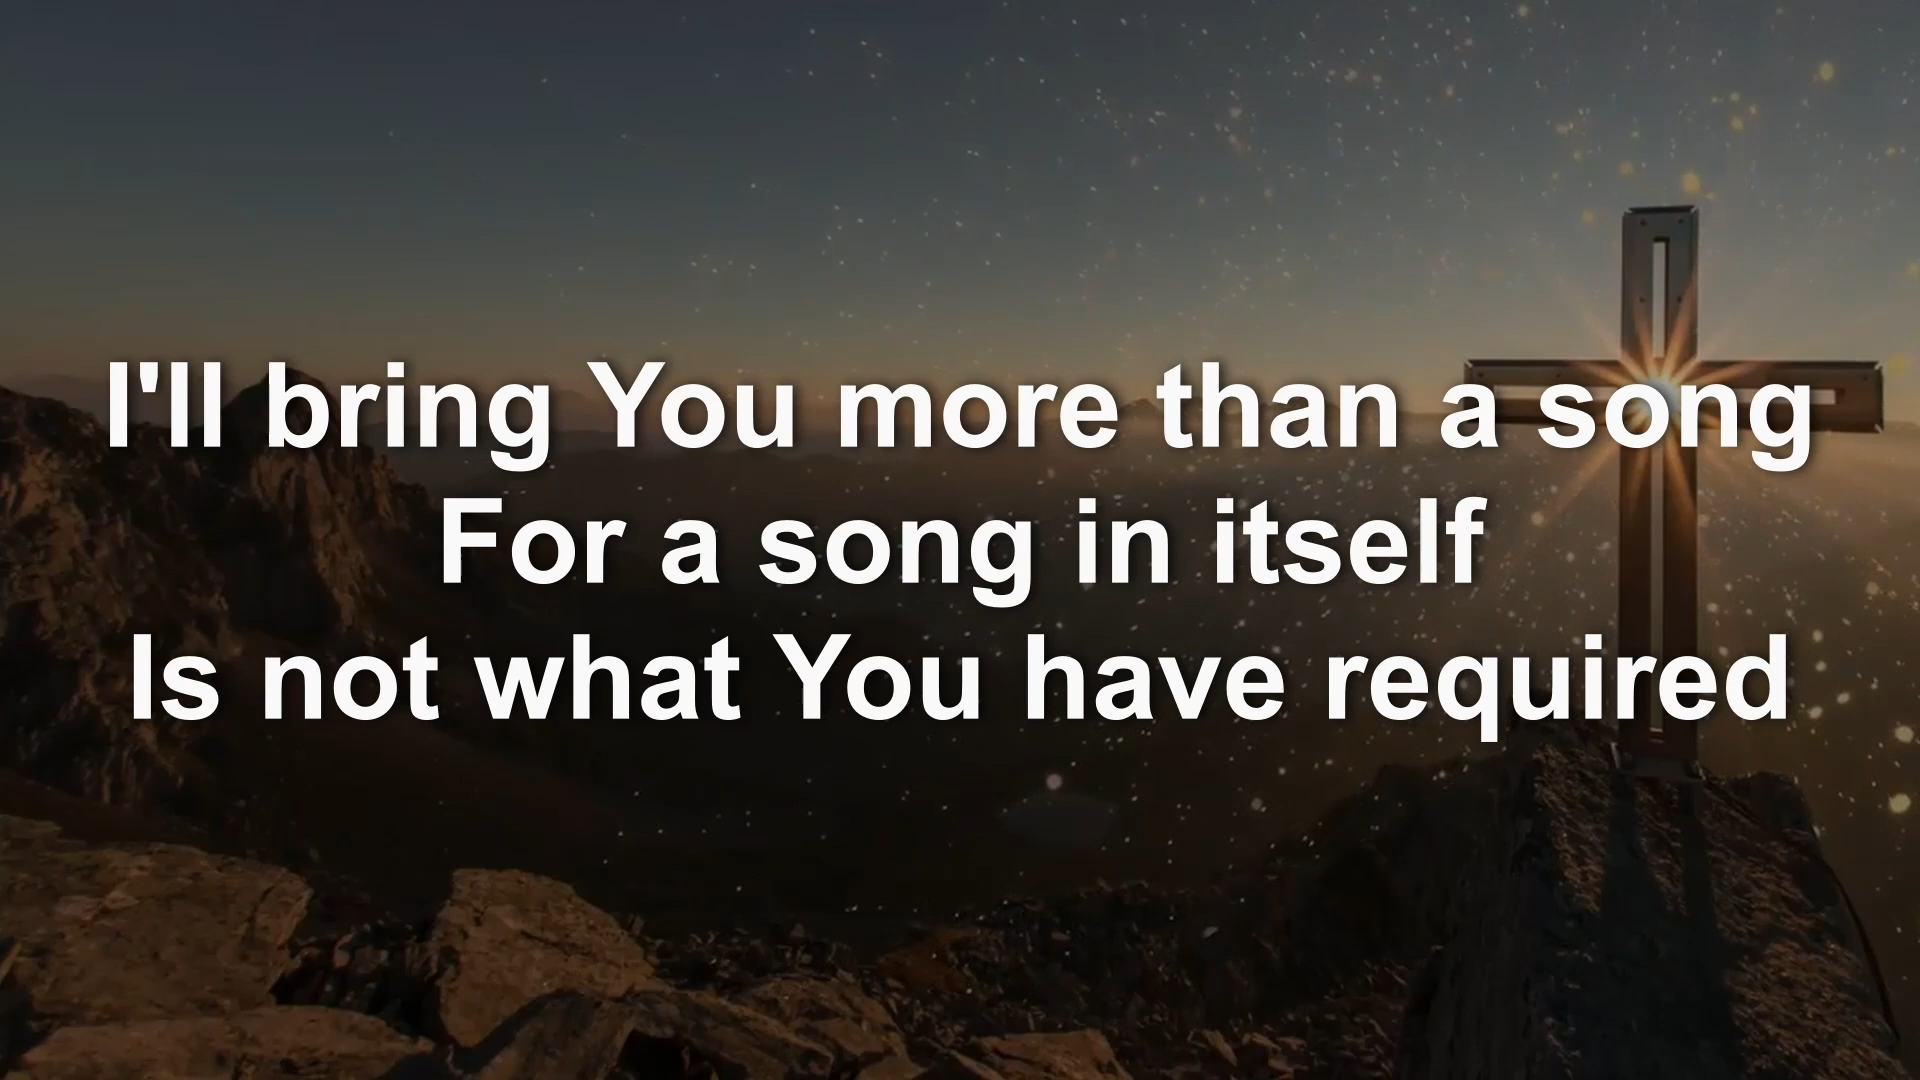 I'll bring You more than a song
For a song in itself
Is not what You have required